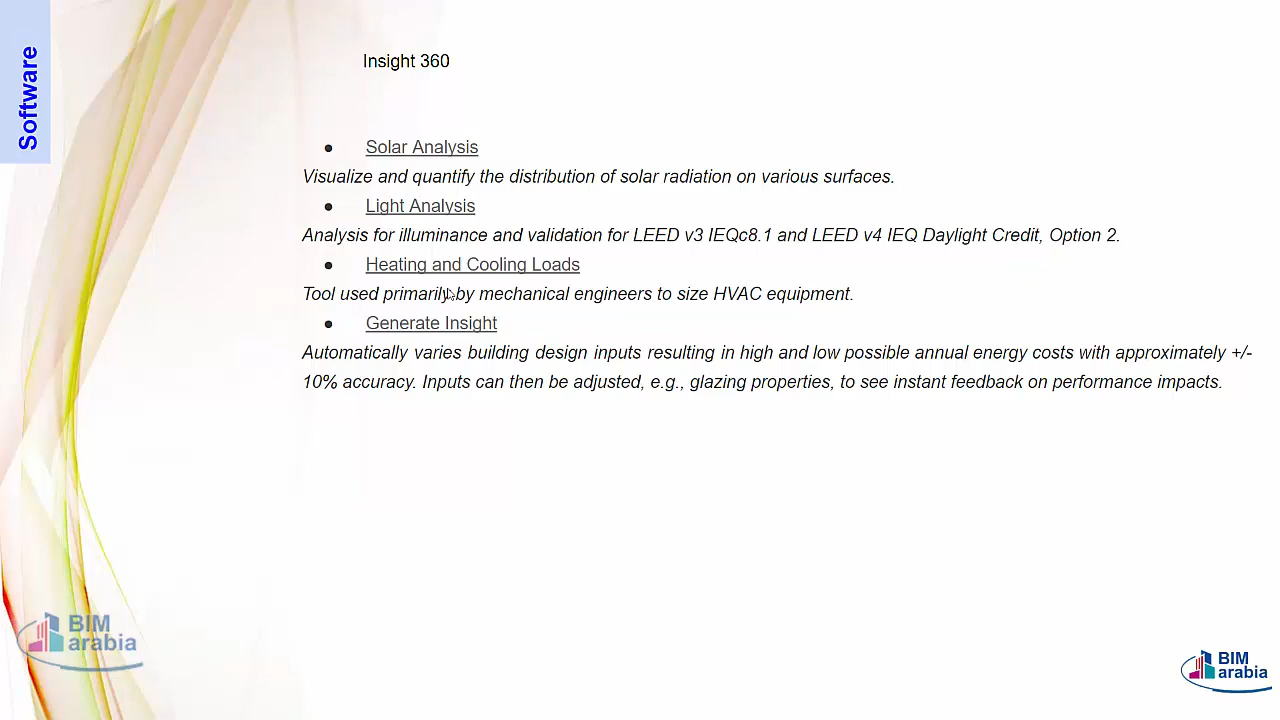 Software
Insight 360
● Solar Analysis
Visualize and quantify the distribution of solar radiation on various surfaces.
● Light Analysis
Analysis for illuminance and validation for LEED v3 IEQc8.1 and LEED v4 IEQ Daylight Credit, Option 2.
● Heating and Cooling Loads
Tool used primarily by mechanical engineers to size HVAC equipment.
● Generate Insight
Automatically varies building design inputs resulting in high and low possible annual energy costs with approximately +/-
10% accuracy. Inputs can then be adjusted, e.g., glazing properties, to see instant feedback on performance impacts.
BIM
arabia
BIM
arabia